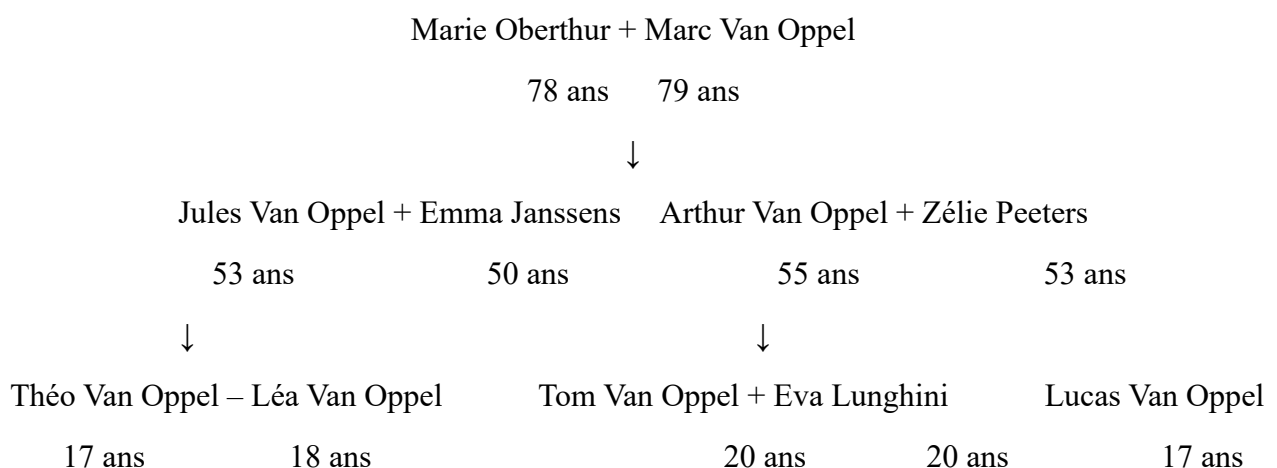 Marie Oberthur + Marc Van Oppel
78 ans 79 ans
↓
Jules Van Oppel + Emma Janssens Arthur Van Oppel + Zélie Peeters
53 ans 50 ans 55 ans 53 ans
↓ ↓
Théo Van Oppel – Léa Van Oppel Tom Van Oppel + Eva Lunghini Lucas Van Oppel
17 ans 18 ans 20 ans 20 ans 17 ans